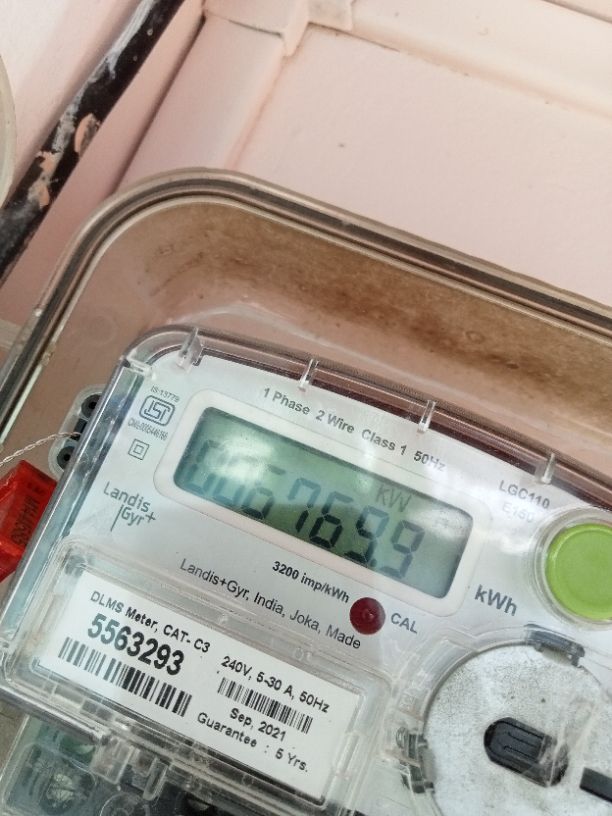 IS:13779
1 Phase 2 Wire Class 1 50Hz
KW
006769.9
LGC110
E150
Landis+
Gyr
3200 imp/kWh
CAL
kWh
Landis+Gyr, India, Joka, Made
DLMS Meter, CAT- C3
5563293
240V, 5-30 A, 50Hz
Sep, 2021
Guarantee : 5 Yrs.